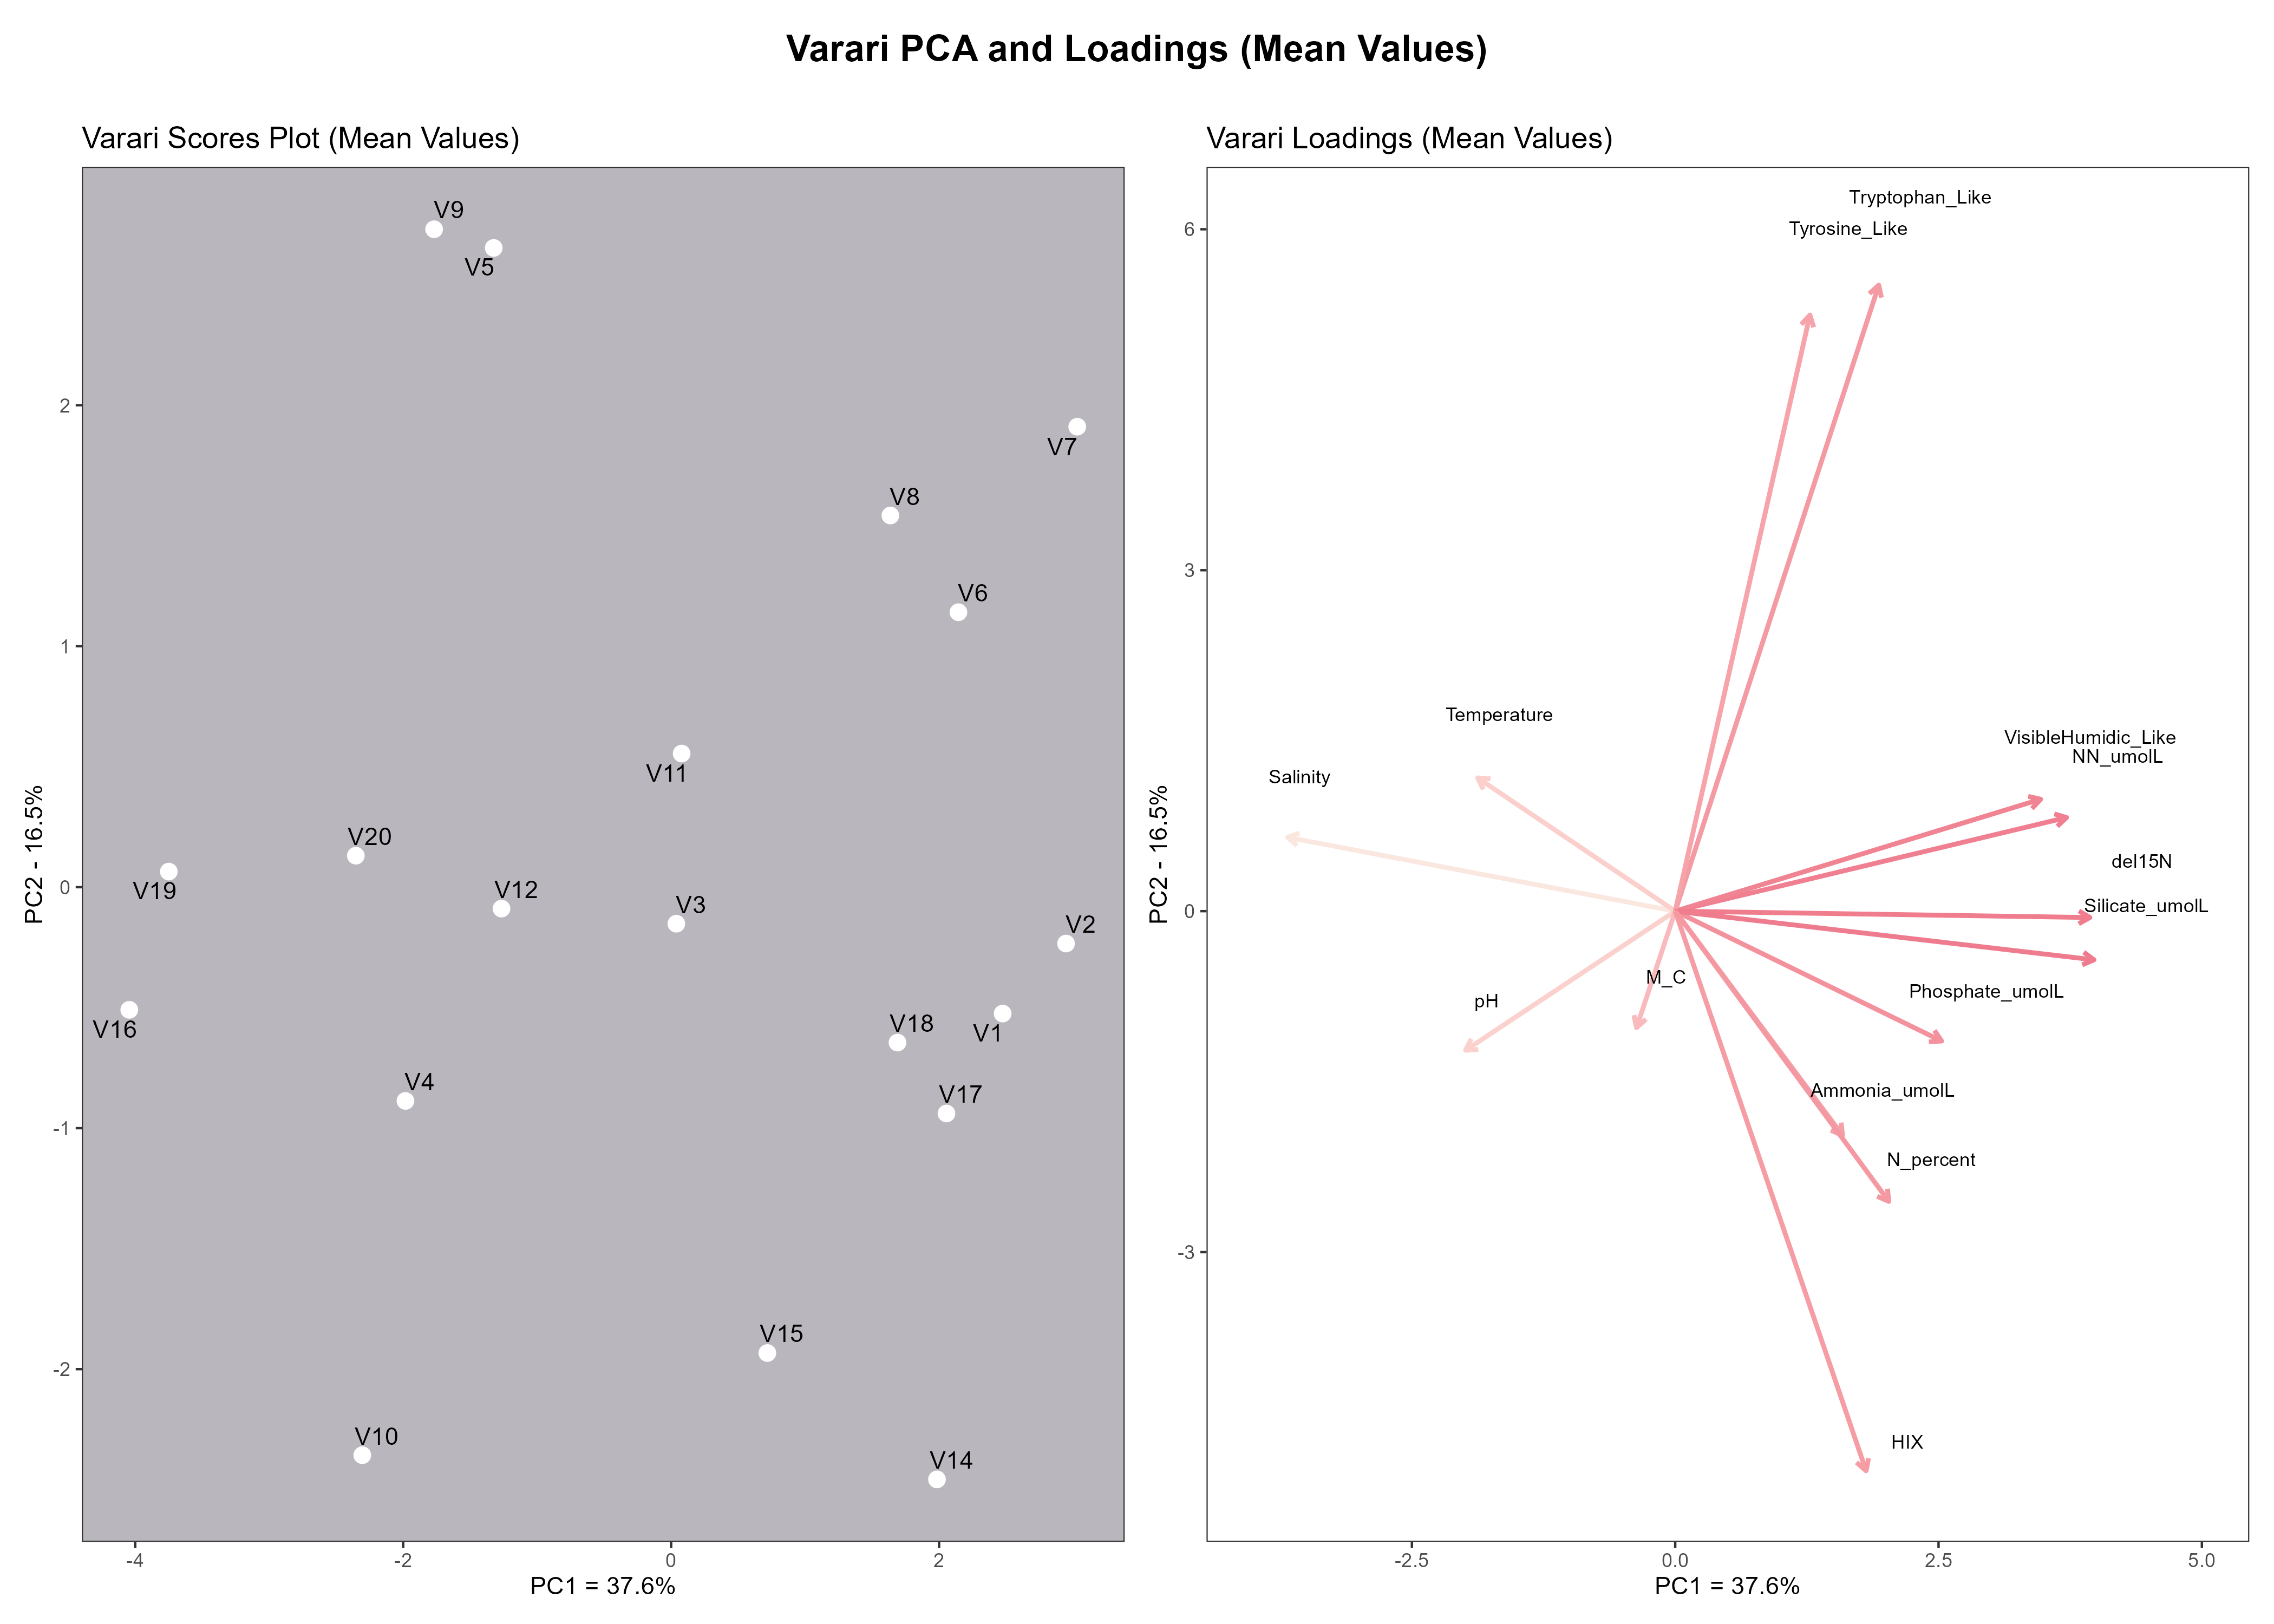 Varari PCA and Loadings (Mean Values)
Varari Scores Plot (Mean Values)
V9
V5
V7
V8
V6
V11
V20
V19
V12
V3
V2
V16
V18
V1
V4
V17
V15
V10
V14
2
1
0
-1
-2
-4
-2
0
2
PC1 = 37.6%
PC2 - 16.5%
Varari Loadings (Mean Values)
Tryptophan_Like
Tyrosine_Like
Temperature
VisibleHumidic_Like
NN_umolL
Salinity
del15N
Silicate_umolL
M_C
pH
Phosphate_umolL
Ammonia_umolL
N_percent
HIX
6
3
0
-3
-2.5
0.0
2.5
5.0
PC1 = 37.6%
PC2 - 16.5%